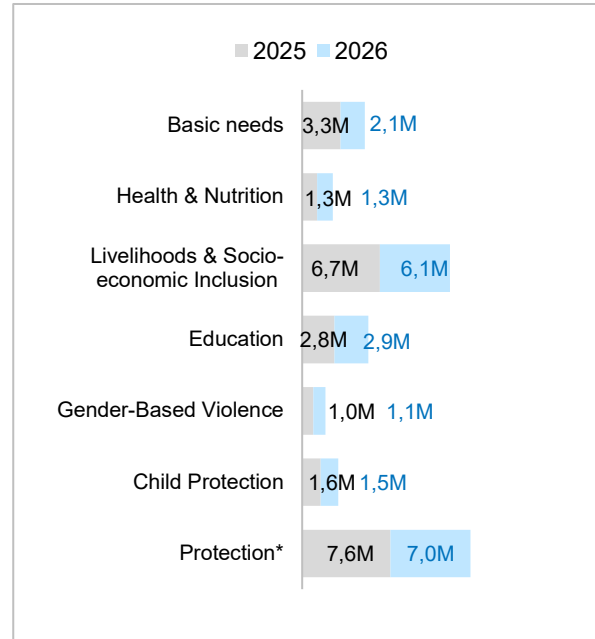 2025 2026
Basic needs 3,3M 2,1M
Health & Nutrition 1,3M 1,3M
Livelihoods & Socio-
economic Inclusion 6,7M 6,1M
Education 2,8M 2,9M
Gender-Based Violence 1,0M 1,1M
Child Protection 1,6M 1,5M
Protection* 7,6M 7,0M